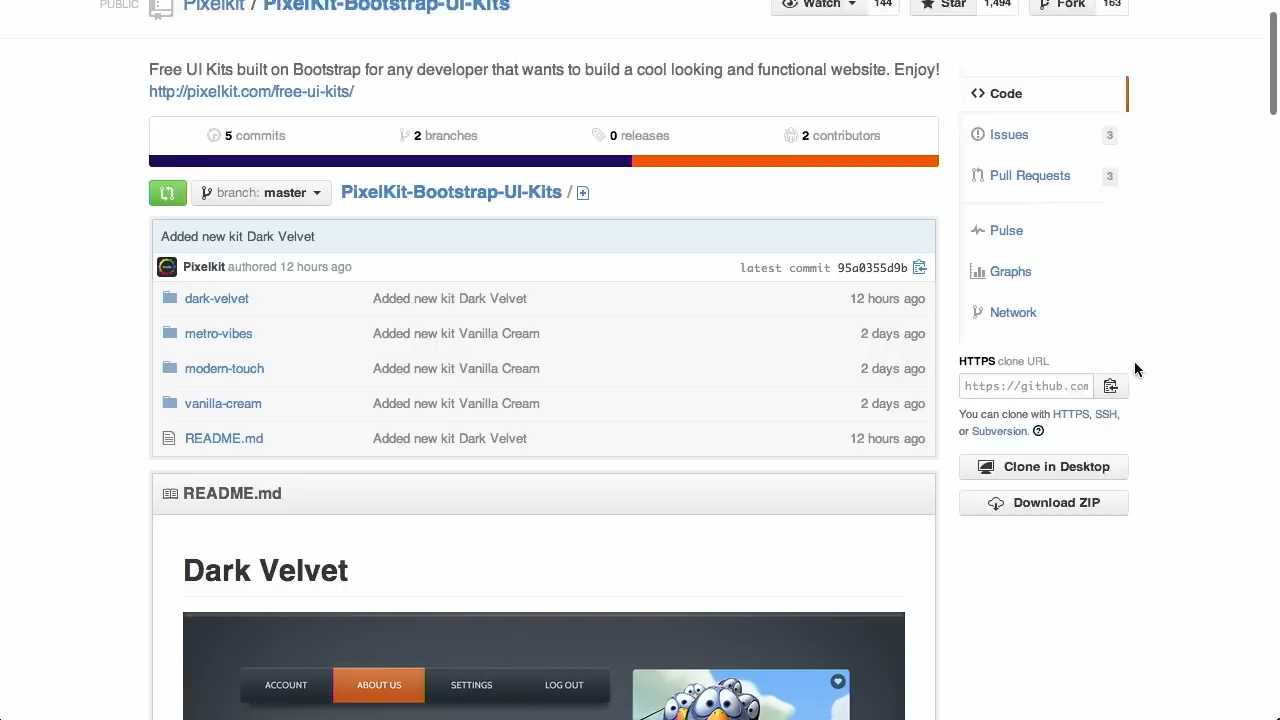 PUBLIC Pixelkit / PixelKit-Bootstrap-UI-Kits Watch 144 Star 1,494 Fork 163
Free UI Kits built on Bootstrap for any developer that wants to build a cool looking and functional website. Enjoy!
http://pixelkit.com/free-ui-kits/
5 commits 2 branches 0 releases 2 contributors
branch: master PixelKit-Bootstrap-UI-Kits /
Added new kit Dark Velvet
Pixelkit authored 12 hours ago latest commit 95a0355d9b
dark-velvet Added new kit Dark Velvet 12 hours ago
metro-vibes Added new kit Vanilla Cream 2 days ago
modern-touch Added new kit Vanilla Cream 2 days ago
vanilla-cream Added new kit Vanilla Cream 2 days ago
README.md Added new kit Dark Velvet 12 hours ago
README.md
Dark Velvet
ACCOUNT ABOUT US SETTINGS LOG OUT
Code
Issues 3
Pull Requests 3
Pulse
Graphs
Network
HTTPS clone URL
https://github.com
You can clone with HTTPS, SSH,
or Subversion.
Clone in Desktop
Download ZIP